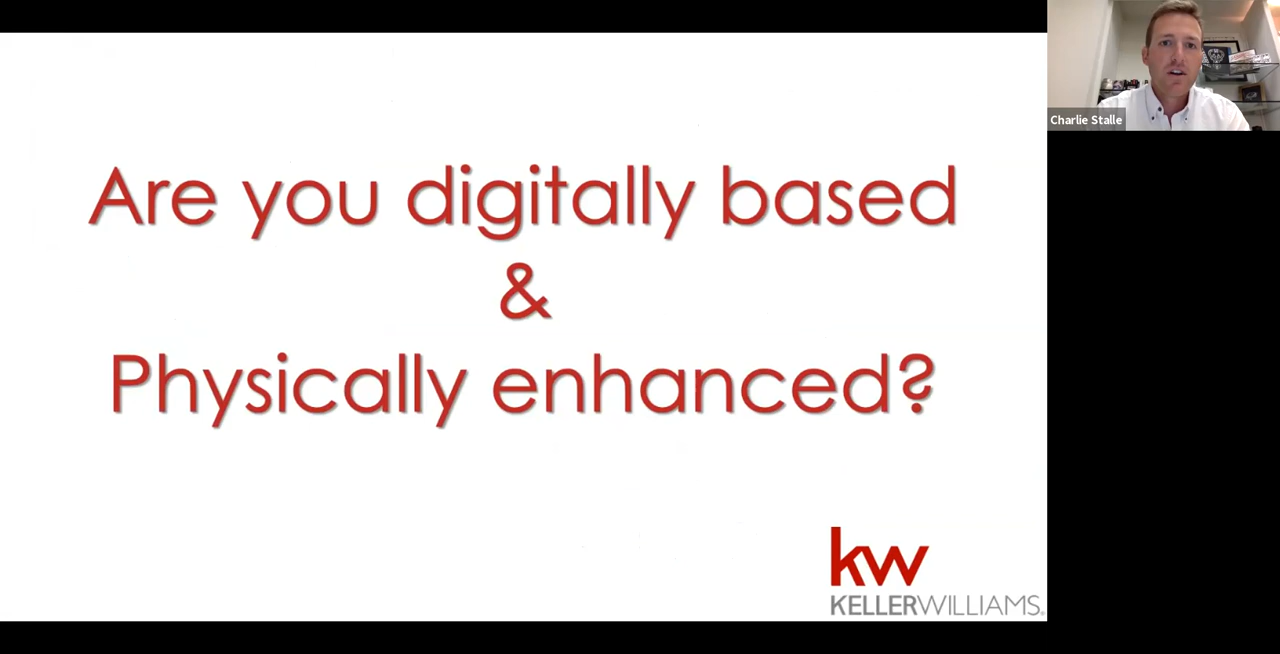 Are you digitally based
&
Physically enhanced?
kw
KELLERWILLIAMS.
Charlie Stalle